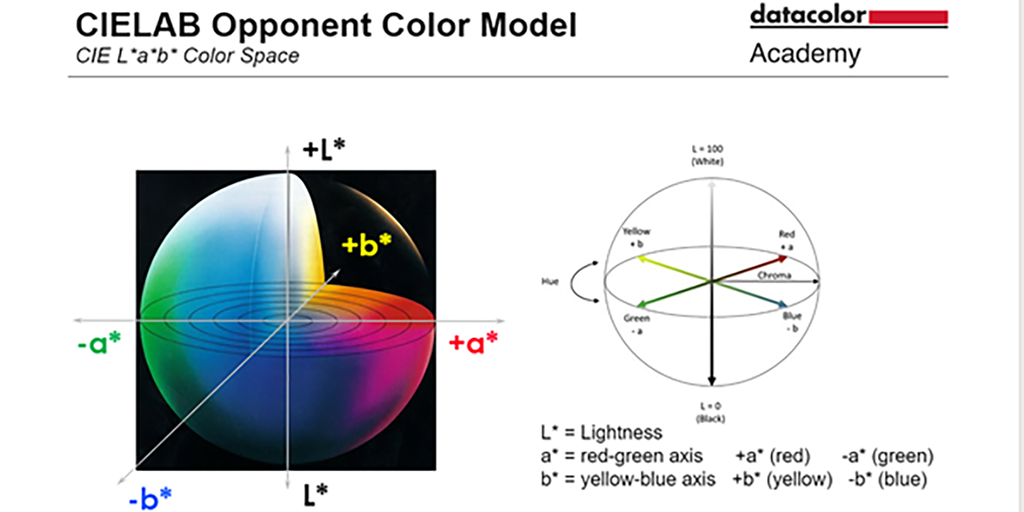 CIELAB Opponent Color Model
CIE L*a*b* Color Space
datacolor
Academy
+L*
+b*
-a*
+a*
-b*
L*
L = 100
(White)
Yellow
+ b
Red
+ a
Hue
Chroma
Green
- a
Blue
- b
L = 0
(Black)
L* = Lightness
a* = red-green axis +a* (red) -a* (green)
b* = yellow-blue axis +b* (yellow) -b* (blue)